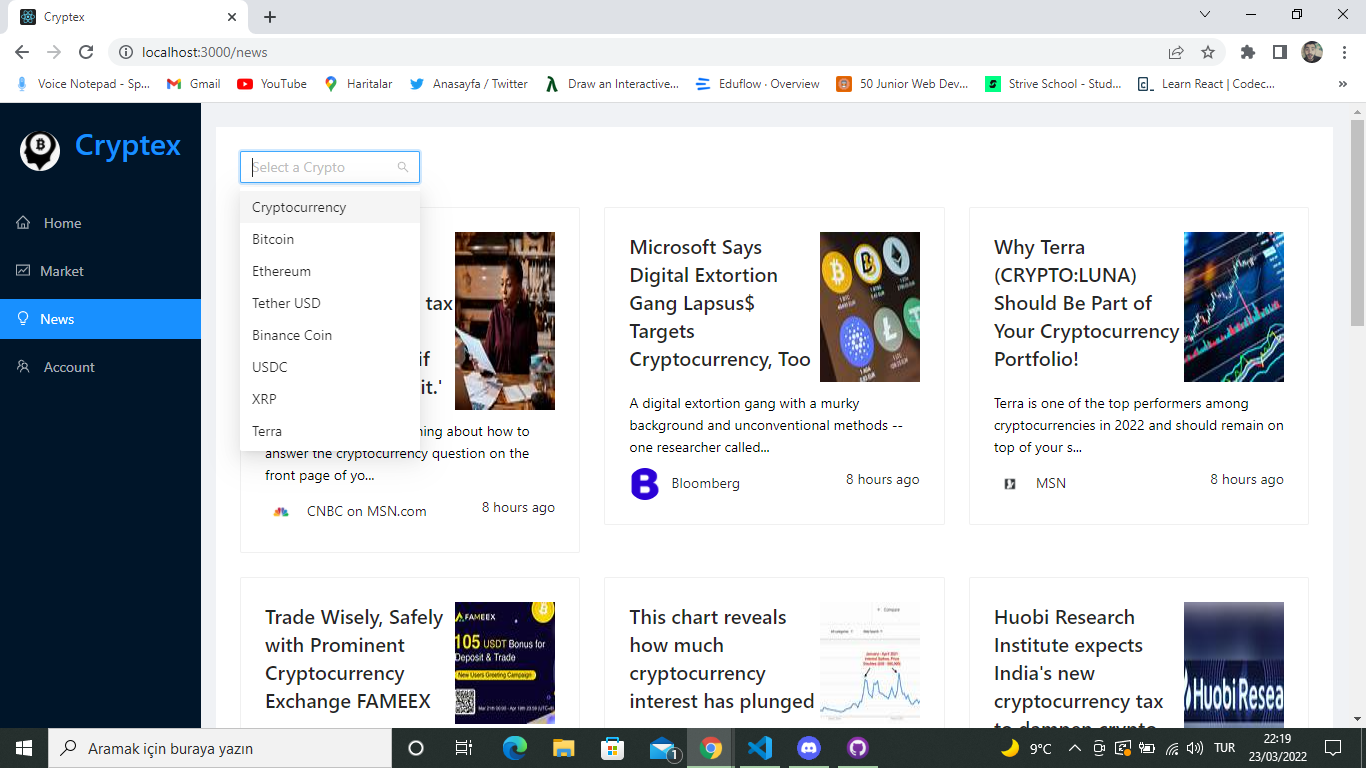 Cryptex
localhost:3000/news
Voice Notepad - Sp...
Gmail
YouTube
Haritalar
Anasayfa / Twitter
Draw an Interactive...
Eduflow · Overview
50 Junior Web Dev...
Strive School - Stud...
Learn React | Codec...
»
Cryptex
Home
Market
News
Account
Select a Crypto
Cryptocurrency
Bitcoin
Ethereum
Tether USD
Binance Coin
USDC
XRP
Terra
tax
if
it.'
about how to
answer the cryptocurrency question on the
front page of yo...
CNBC on MSN.com
8 hours ago
Microsoft Says
Digital Extortion
Gang Lapsus$
Targets
Cryptocurrency, Too
A digital extortion gang with a murky
background and unconventional methods --
one researcher called...
Bloomberg
8 hours ago
Why Terra
(CRYPTO:LUNA)
Should Be Part of
Your Cryptocurrency
Portfolio!
Terra is one of the top performers among
cryptocurrencies in 2022 and should remain on
top of your s...
MSN
8 hours ago
Trade Wisely, Safely
with Prominent
Cryptocurrency
Exchange FAMEEX
FAMEEX
105 USDT Bonus for
Deposit & Trade
New Users Greeting Campaign
This chart reveals
how much
cryptocurrency
interest has plunged
Compare
Huobi Research
Institute expects
India's new
cryptocurrency tax
to dampen crypto
Huobi Resea
Aramak için buraya yazın
1
9°C
TUR
22:19
23/03/2022